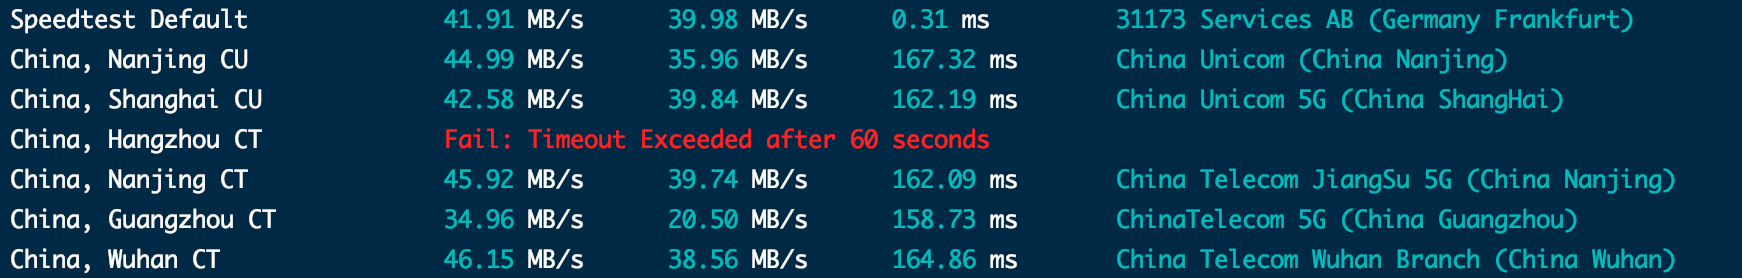 Speedtest Default 41.91 MB/s 39.98 MB/s 0.31 ms 31173 Services AB (Germany Frankfurt)
China, Nanjing CU 44.99 MB/s 35.96 MB/s 167.32 ms China Unicom (China Nanjing)
China, Shanghai CU 42.58 MB/s 39.84 MB/s 162.19 ms China Unicom 5G (China ShangHai)
China, Hangzhou CT Fail: Timeout Exceeded after 60 seconds
China, Nanjing CT 45.92 MB/s 39.74 MB/s 162.09 ms China Telecom JiangSu 5G (China Nanjing)
China, Guangzhou CT 34.96 MB/s 20.50 MB/s 158.73 ms ChinaTelecom 5G (China Guangzhou)
China, Wuhan CT 46.15 MB/s 38.56 MB/s 164.86 ms China Telecom Wuhan Branch (China Wuhan)